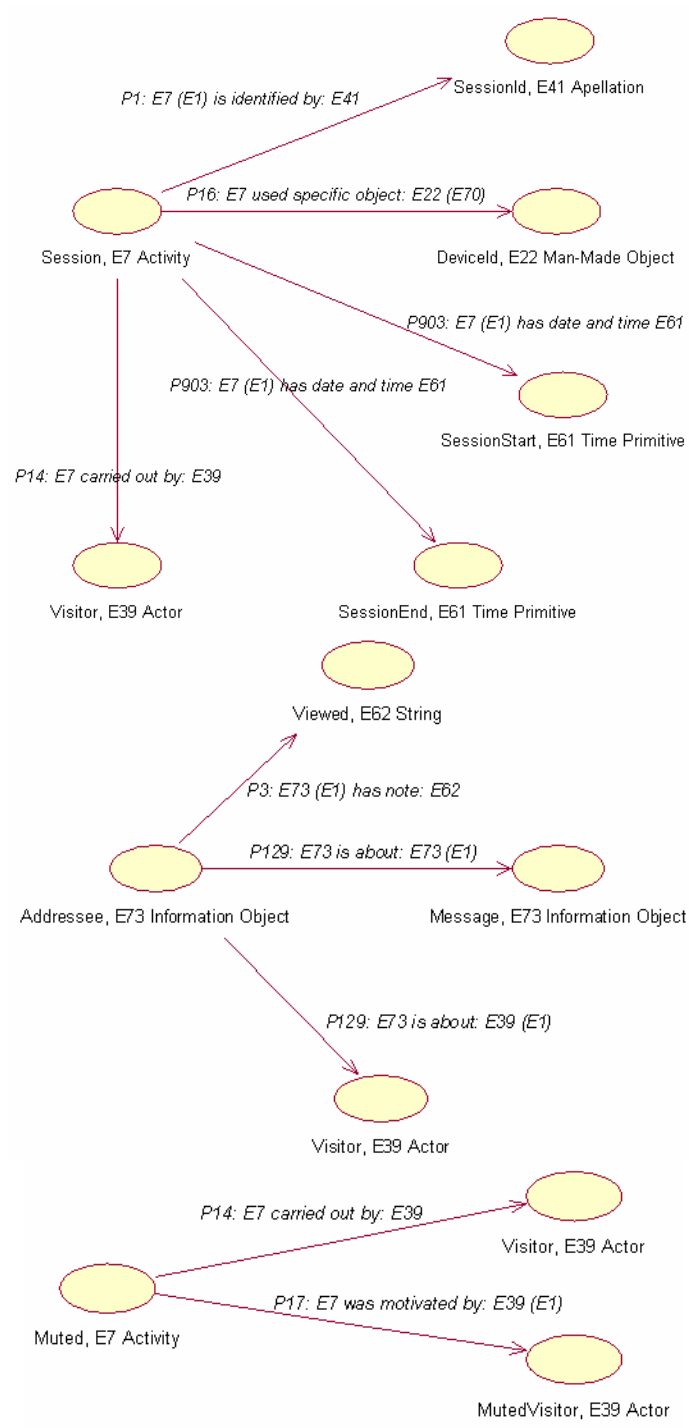 SessionId, E41 Apellation
P1: E7 (E1) is identified by: E41
P16: E7 used specific object: E22 (E70)
Session, E7 Activity
DeviceId, E22 Man-Made Object
P903: E7 (E1) has date and time E61
P903: E7 (E1) has date and time E61
SessionStart, E61 Time Primitive
P14: E7 carried out by: E39
Visitor, E39 Actor
SessionEnd, E61 Time Primitive
Viewed, E62 String
P3: E73 (E1) has note: E62
P129: E73 is about: E73 (E1)
Addressee, E73 Information Object
Message, E73 Information Object
P129: E73 is about: E39 (E1)
Visitor, E39 Actor
P14: E7 carried out by: E39
Visitor, E39 Actor
P17: E7 was motivated by: E39 (E1)
Muted, E7 Activity
MutedVisitor, E39 Actor